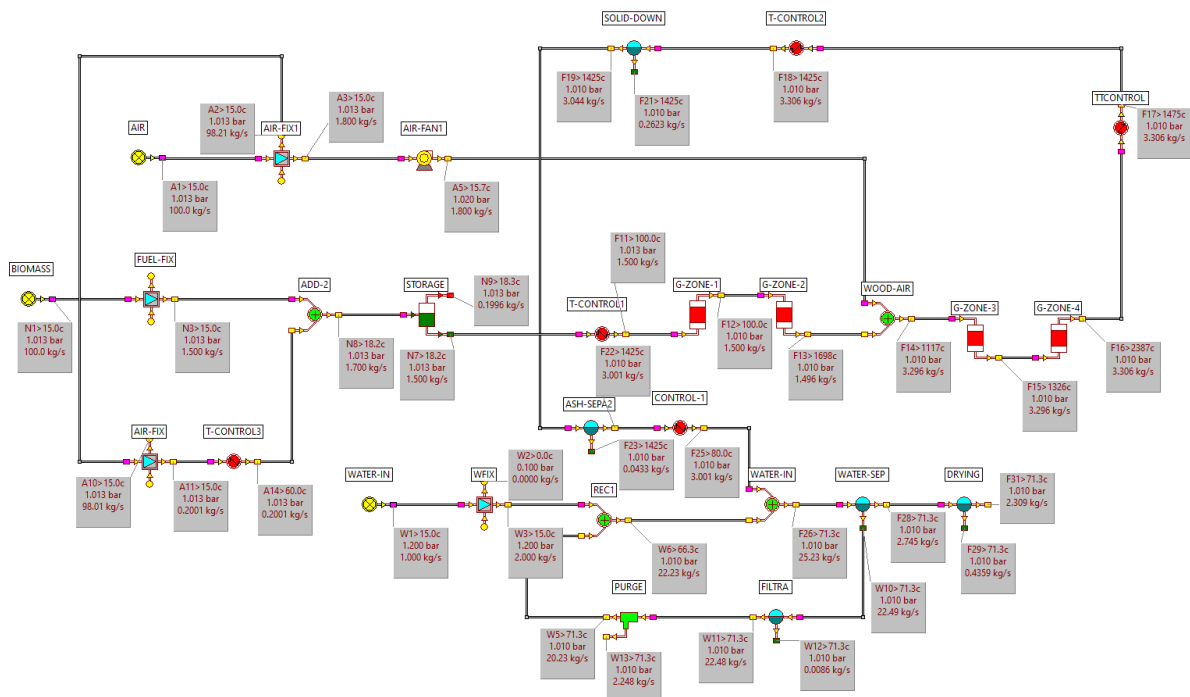 SOLID-DOWN
T-CONTROL2
F19>1425c
1.010 bar
3.044 kg/s
F21>1425c
1.010 bar
0.2623 kg/s
F18>1425c
1.010 bar
3.306 kg/s
TTCONTROL
F17>1475c
1.010 bar
3.306 kg/s
A2>15.0c
1.013 bar
98.21 kg/s
A3>15.0c
1.013 bar
1.800 kg/s
AIR
AIR-FIX1
AIR-FAN1
A1>15.0c
1.013 bar
100.0 kg/s
A5>15.7c
1.020 bar
1.800 kg/s
BIOMASS
FUEL-FIX
ADD-2
STORAGE
N1>15.0c
1.013 bar
100.0 kg/s
N3>15.0c
1.013 bar
1.500 kg/s
N8>18.2c
1.013 bar
1.700 kg/s
N9>18.3c
1.013 bar
0.1996 kg/s
N7>18.2c
1.013 bar
1.500 kg/s
F11>100.0c
1.013 bar
1.500 kg/s
T-CONTROL1
G-ZONE-1
G-ZONE-2
WOOD-AIR
G-ZONE-3
G-ZONE-4
F12>100.0c
1.010 bar
1.500 kg/s
F13>1698c
1.010 bar
1.496 kg/s
F14>1117c
1.010 bar
3.296 kg/s
F15>1326c
1.010 bar
3.296 kg/s
F16>2387c
1.010 bar
3.306 kg/s
F22>1425c
1.010 bar
3.001 kg/s
ASH-SEPA2
CONTROL-1
F23>1425c
1.010 bar
0.0433 kg/s
F25>80.0c
1.010 bar
3.001 kg/s
AIR-FIX
T-CONTROL3
A10>15.0c
1.013 bar
98.01 kg/s
A11>15.0c
1.013 bar
0.2001 kg/s
A14>60.0c
1.013 bar
0.2001 kg/s
WATER-IN
WFIX
W2>0.0c
0.100 bar
0.0000 kg/s
REC1
WATER-IN
WATER-SEP
DRYING
W1>15.0c
1.200 bar
1.000 kg/s
W3>15.0c
1.200 bar
2.000 kg/s
W6>66.3c
1.010 bar
22.23 kg/s
F26>71.3c
1.010 bar
25.23 kg/s
F28>71.3c
1.010 bar
2.745 kg/s
F31>71.3c
1.010 bar
2.309 kg/s
F29>71.3c
1.010 bar
0.4359 kg/s
W10>71.3c
1.010 bar
22.49 kg/s
PURGE
FILTRA
W5>71.3c
1.010 bar
20.23 kg/s
W13>71.3c
1.010 bar
2.248 kg/s
W11>71.3c
1.010 bar
22.48 kg/s
W12>71.3c
1.010 bar
0.0086 kg/s